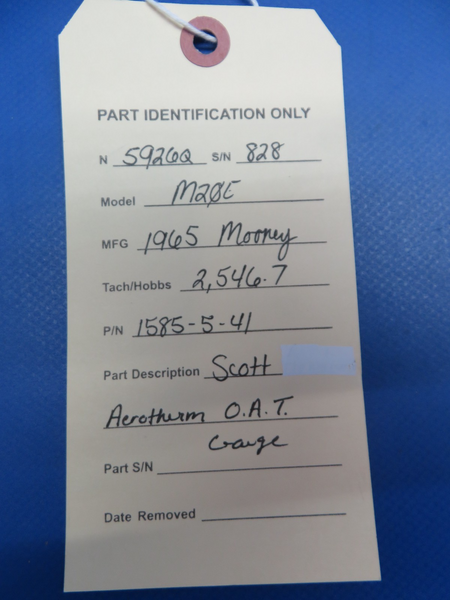 PART IDENTIFICATION ONLY
N 5926Q S/N 828
Model M20E
MFG 1965 Mooney
Tach/Hobbs 2,546.7
P/N 1585-5-41
Part Description Scott
Aerotherm O.A.T.
Gauge
Part S/N
Date Removed